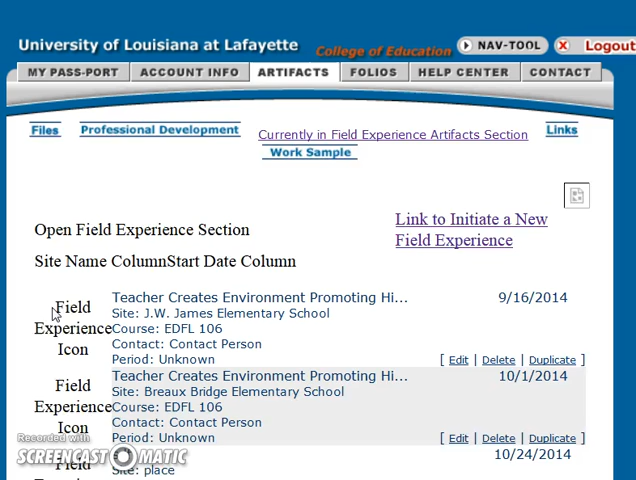 University of Louisiana at Lafayette
College of Education
NAV-TOOL
Logout
MY PASS-PORT
ACCOUNT INFO
ARTIFACTS
FOLIOS
HELP CENTER
CONTACT
Files
Professional Development
Currently in Field Experience Artifacts Section
Links
Work Sample
Open Field Experience Section
Link to Initiate a New
Field Experience
Site Name ColumnStart Date Column
Field
Experience
Icon
Teacher Creates Environment Promoting Hi...
9/16/2014
Site: J.W. James Elementary School
Course: EDFL 106
Contact: Contact Person
Period: Unknown
[ Edit | Delete | Duplicate ]
Field
Experience
Icon
Teacher Creates Environment Promoting Hi...
10/1/2014
Site: Breaux Bridge Elementary School
Course: EDFL 106
Contact: Contact Person
Period: Unknown
[ Edit | Delete | Duplicate ]
Recorded with
SCREENCAST-O-MATIC
Field
10/24/2014
Site: place